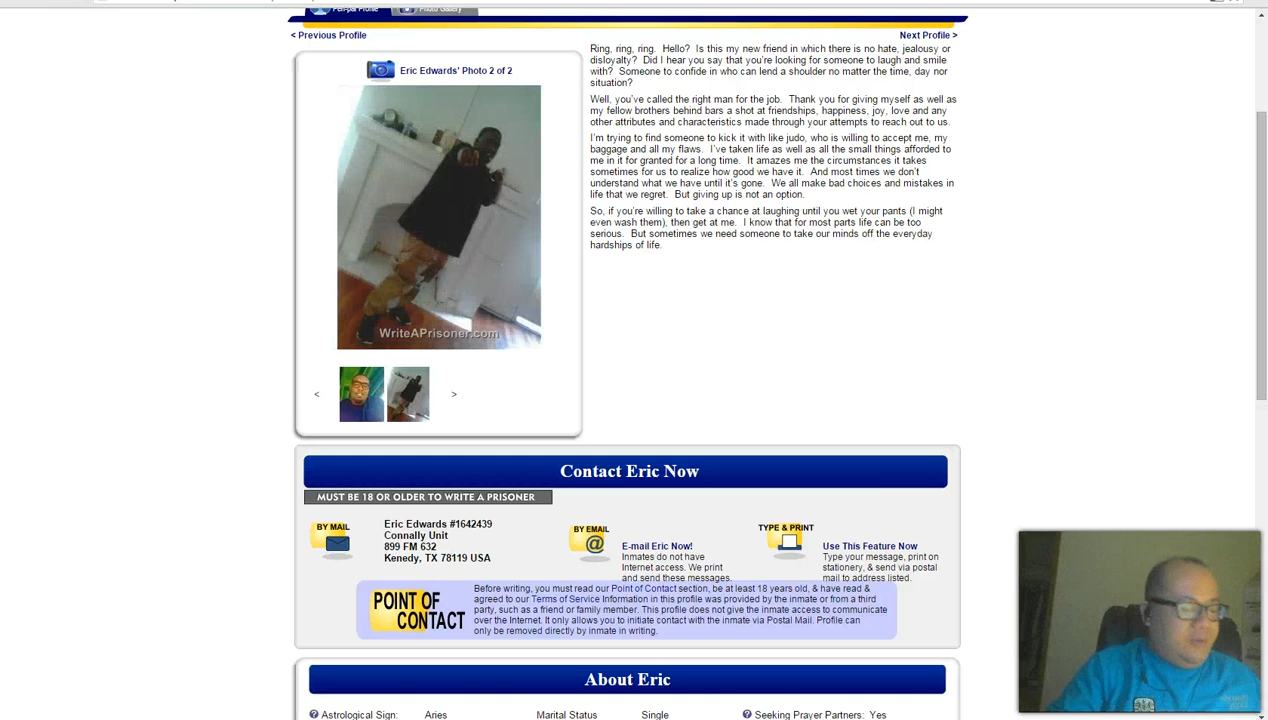 Pen-pal Profile
Photo Gallery
< Previous Profile
Next Profile >
Eric Edwards' Photo 2 of 2
WriteAPrisoner.com
<
>
Ring, ring, ring. Hello? Is this my new friend in which there is no hate, jealousy or
disloyalty? Did I hear you say that you're looking for someone to laugh and smile
with? Someone to confide in who can lend a shoulder no matter the time, day nor
situation?
Well, you've called the right man for the job. Thank you for giving myself as well as
my fellow brothers behind bars a shot at friendships, happiness, joy, love and any
other attributes and characteristics made through your attempts to reach out to us.
I'm trying to find someone to kick it with like judo, who is willing to accept me, my
baggage and all my flaws. I've taken life as well as all the small things afforded to
me in it for granted for a long time. It amazes me the circumstances it takes
sometimes for us to realize how good we have it. And most times we don't
understand what we have until it's gone. We all make bad choices and mistakes in
life that we regret. But giving up is not an option.
So, if you're willing to take a chance at laughing until you wet your pants (I might
even wash them), then get at me. I know that for most parts life can be too
serious. But sometimes we need someone to take our minds off the everyday
hardships of life.
Contact Eric Now
MUST BE 18 OR OLDER TO WRITE A PRISONER
BY MAIL
Eric Edwards #1642439
Connally Unit
899 FM 632
Kenedy, TX 78119 USA
BY EMAIL
@
E-mail Eric Now!
Inmates do not have
Internet access. We print
and send these messages.
TYPE & PRINT
Use This Feature Now
Type your message, print on
stationery, & send via postal
mail to address listed.
POINT OF
CONTACT
Before writing, you must read our Point of Contact section, be at least 18 years old, & have read &
agreed to our Terms of Service Information in this profile was provided by the inmate or from a third
party, such as a friend or family member. This profile does not give the inmate access to communicate
over the Internet. It only allows you to initiate contact with the inmate via Postal Mail. Profile can
only be removed directly by inmate in writing.
About Eric
Astrological Sign: Aries Marital Status Single Seeking Prayer Partners: Yes